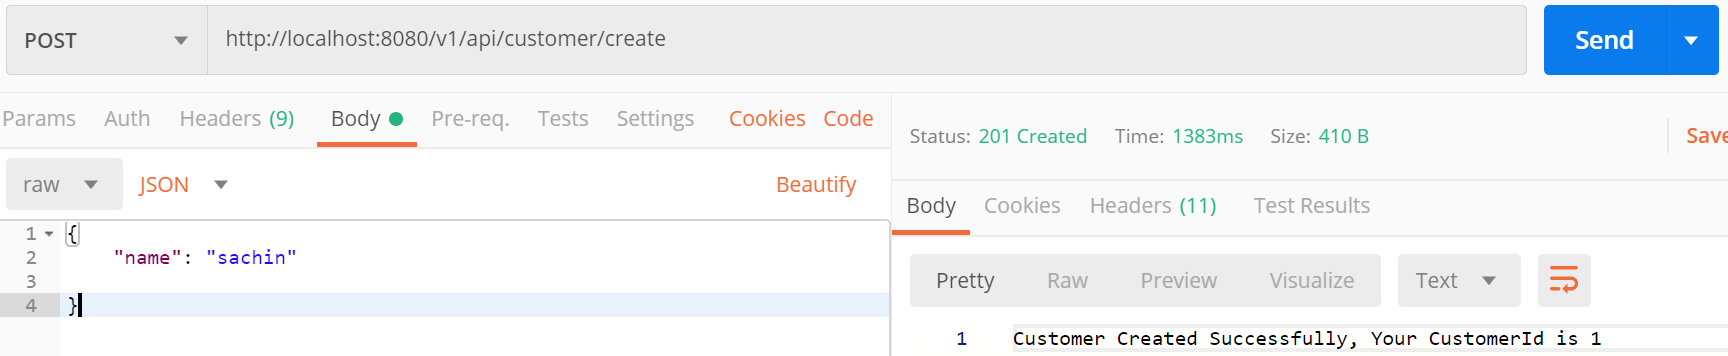 POST http://localhost:8080/v1/api/customer/create Send
Params Auth Headers (9) Body Pre-req. Tests Settings Cookies Code
raw JSON Beautify
1 {
2 "name": "sachin"
3
4 }
Status: 201 Created Time: 1383ms Size: 410 B Save
Body Cookies Headers (11) Test Results
Pretty Raw Preview Visualize Text
1 Customer Created Successfully, Your CustomerId is 1